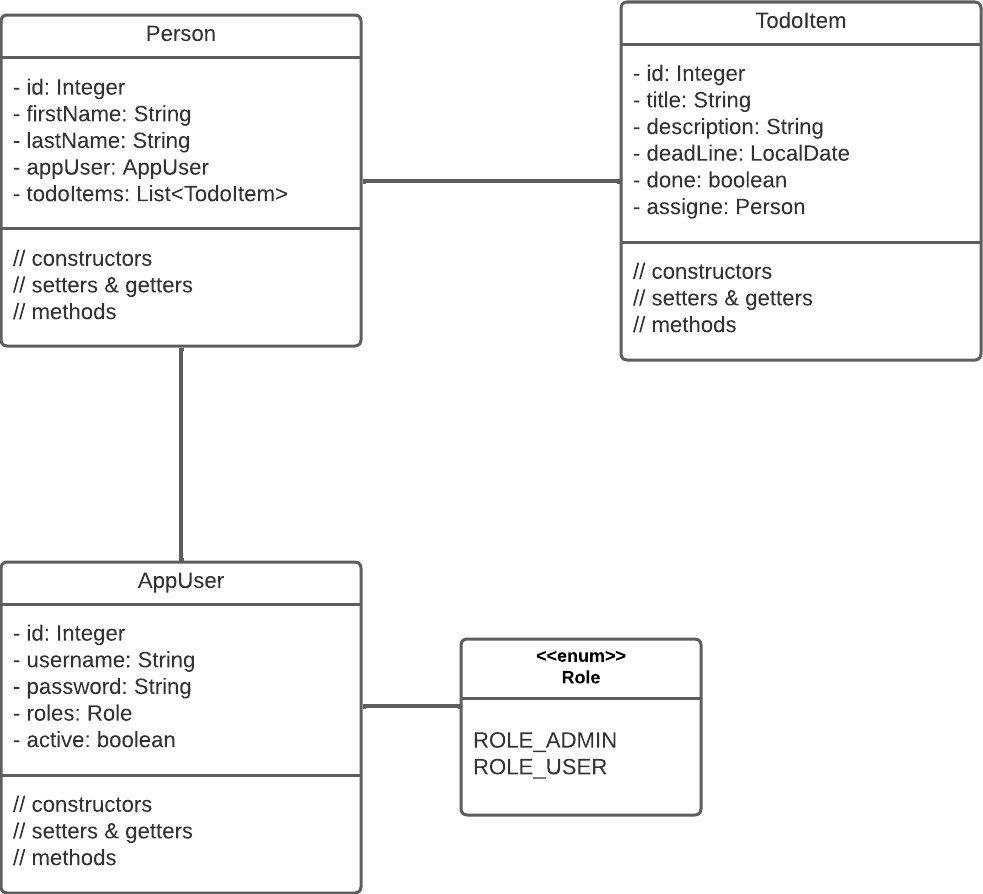 Person
- id: Integer
- firstName: String
- lastName: String
- appUser: AppUser
- todoItems: List<TodoItem>
// constructors
// setters & getters
// methods
TodoItem
- id: Integer
- title: String
- description: String
- deadLine: LocalDate
- done: boolean
- assigne: Person
// constructors
// setters & getters
// methods
AppUser
- id: Integer
- username: String
- password: String
- roles: Role
- active: boolean
// constructors
// setters & getters
// methods
<<enum>>
Role
ROLE_ADMIN
ROLE_USER